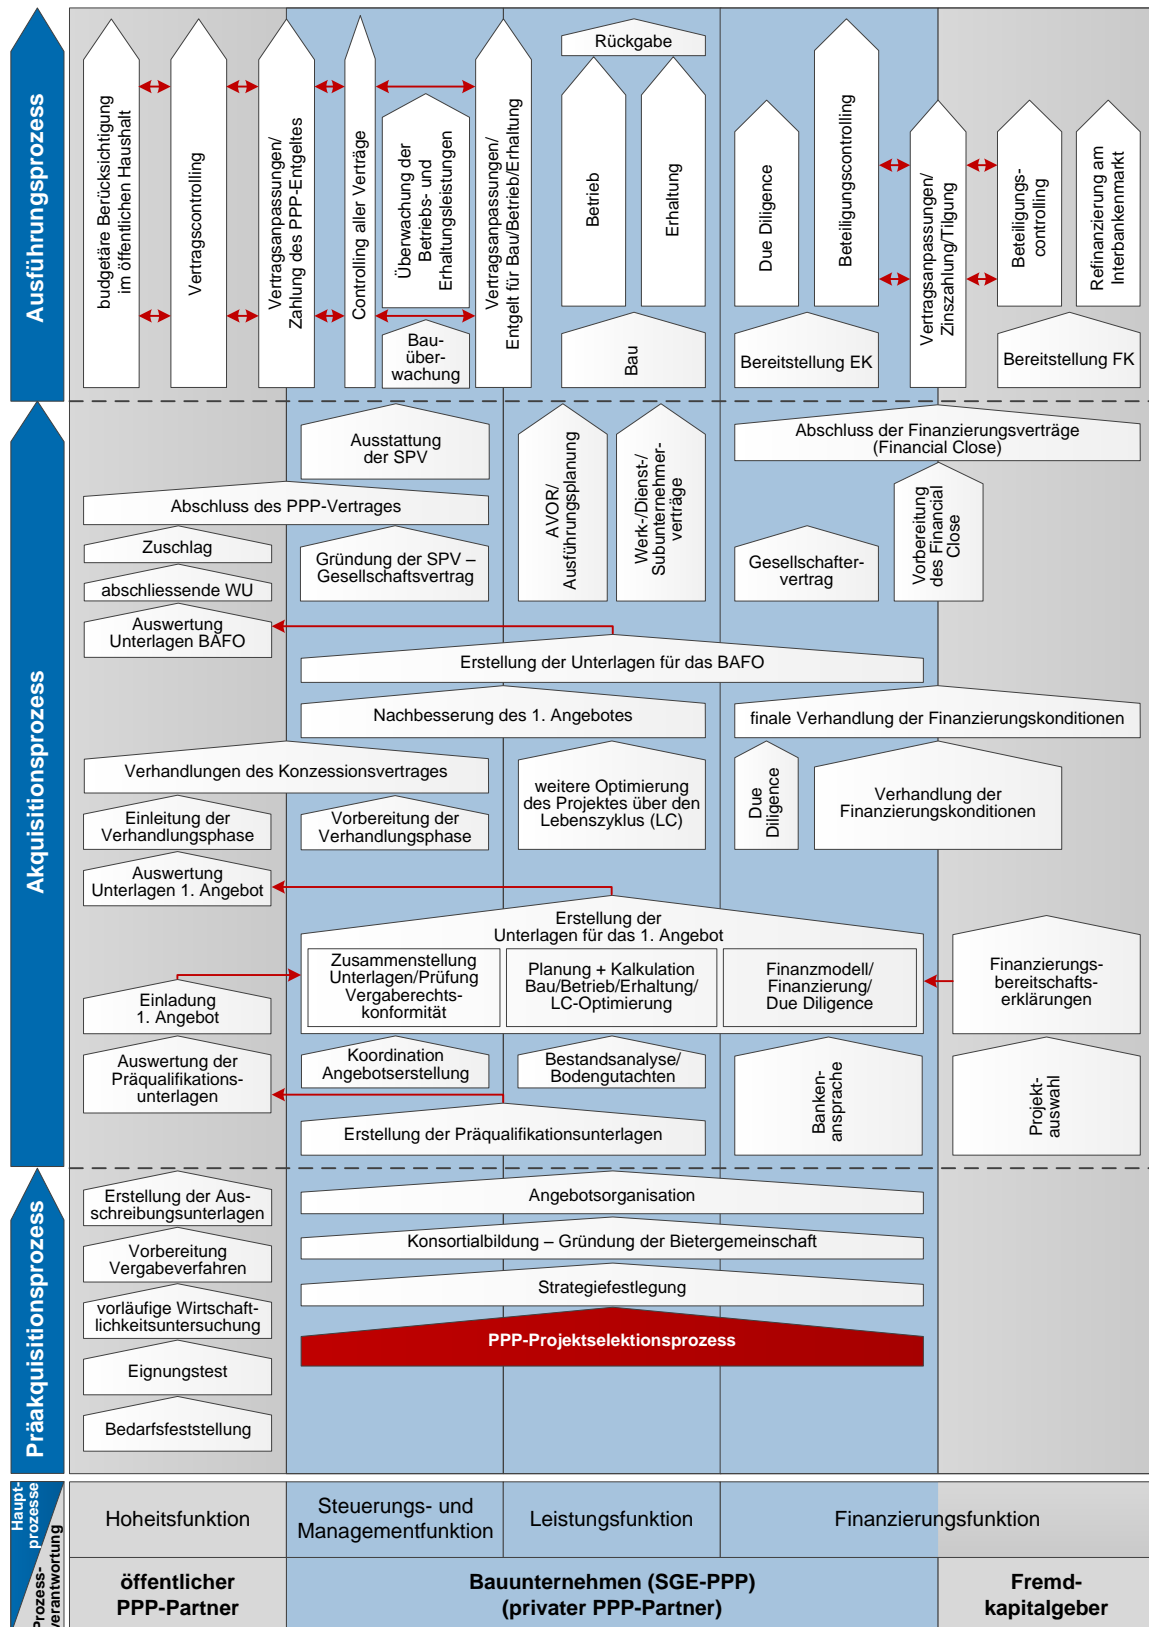 Ausführungsprozess
budgetäre Berücksichtigung
im öffentlichen Haushalt
Vertragscontrolling
Vertragsanpassungen/
Zahlung des PPP-Entgeltes
Controlling aller Verträge
Überwachung der
Betriebs- und
Erhaltungsleistungen
Bau-
über-
wachung
Vertragsanpassungen/
Entgelt für Bau/Betrieb/Erhaltung
Rückgabe
Betrieb
Erhaltung
Bau
Due Diligence
Beteiligungscontrolling
Bereitstellung EK
Vertragsanpassungen/
Zinszahlung/Tilgung
Beteiligungs-
controlling
Refinanzierung am
Interbankenmarkt
Bereitstellung FK
Akquisitionsprozess
Ausstattung
der SPV
AVOR/
Ausführungsplanung
Werk-/Dienst-/
Subunternehmer-
verträge
Abschluss der Finanzierungsverträge
(Financial Close)
Abschluss des PPP-Vertrages
Zuschlag
Gründung der SPV –
Gesellschaftsvertrag
Gesellschafter-
vertrag
Vorbereitung
des Financial
Close
abschliessende WU
Auswertung
Unterlagen BAFO
Erstellung der Unterlagen für das BAFO
Nachbesserung des 1. Angebotes
finale Verhandlung der Finanzierungskonditionen
Verhandlungen des Konzessionsvertrages
weitere Optimierung
des Projektes über den
Lebenszyklus (LC)
Due
Diligence
Verhandlung der
Finanzierungskonditionen
Einleitung der
Verhandlungsphase
Vorbereitung der
Verhandlungsphase
Auswertung
Unterlagen 1. Angebot
Erstellung der
Unterlagen für das 1. Angebot
Zusammenstellung
Unterlagen/Prüfung
Vergaberechts-
konformität
Planung + Kalkulation
Bau/Betrieb/Erhaltung/
LC-Optimierung
Finanzmodell/
Finanzierung/
Due Diligence
Finanzierungs-
bereitschafts-
erklärungen
Einladung
1. Angebot
Auswertung der
Präqualifikations-
unterlagen
Koordination
Angebotserstellung
Bestandsanalyse/
Bodengutachten
Banken-
ansprache
Projekt-
auswahl
Erstellung der Präqualifikationsunterlagen
Präakquisitionsprozess
Erstellung der Aus-
schreibungsunterlagen
Angebotsorganisation
Vorbereitung
Vergabeverfahren
Konsortialbildung – Gründung der Bietergemeinschaft
vorläufige Wirtschaft-
lichkeitsuntersuchung
Strategiefestlegung
PPP-Projektselektionsprozess
Eignungstest
Bedarfsfeststellung
Haupt-
prozesse
Prozess-
verantwortung
Hoheitsfunktion
Steuerungs- und
Managementfunktion
Leistungsfunktion
Finanzierungsfunktion
öffentlicher
PPP-Partner
Bauunternehmen (SGE-PPP)
(privater PPP-Partner)
Fremd-
kapitalgeber